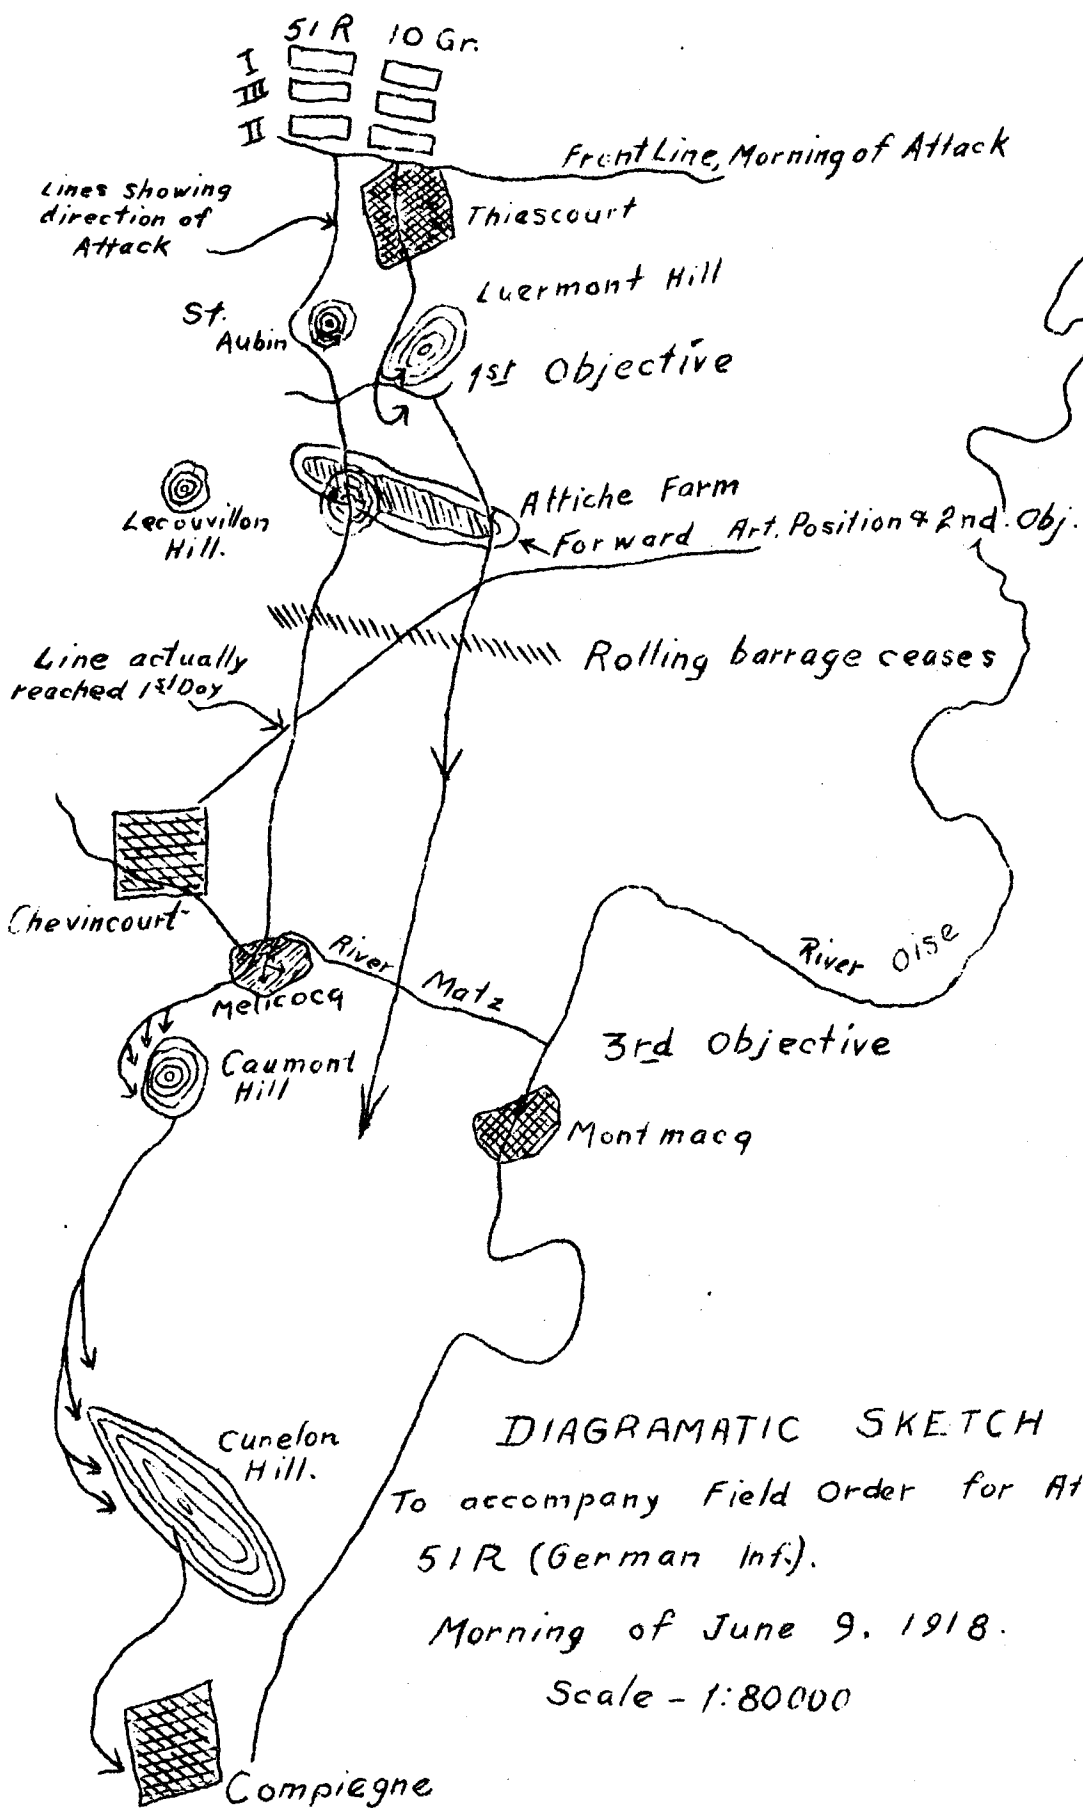 51 R   10 Gr.
I
III
II
Front Line, Morning of Attack
Lines showing
direction of
Attack
Thiescourt
Luermont Hill
St.
Aubin
1st Objective
Lecouvillon
Hill.
Attiche Farm
Forward Art. Position & 2nd. Obj.
Line actually
reached 1st Day
Rolling barrage ceases
Chevincourt
River Oise
River Matz
Melicocq
3rd Objective
Caumont
Hill
Montmacq
Curelon
Hill.
DIAGRAMATIC SKETCH
To accompany Field Order for At
51R (German Inf.).
Morning of June 9, 1918.
Scale - 1:80000
Compiegne